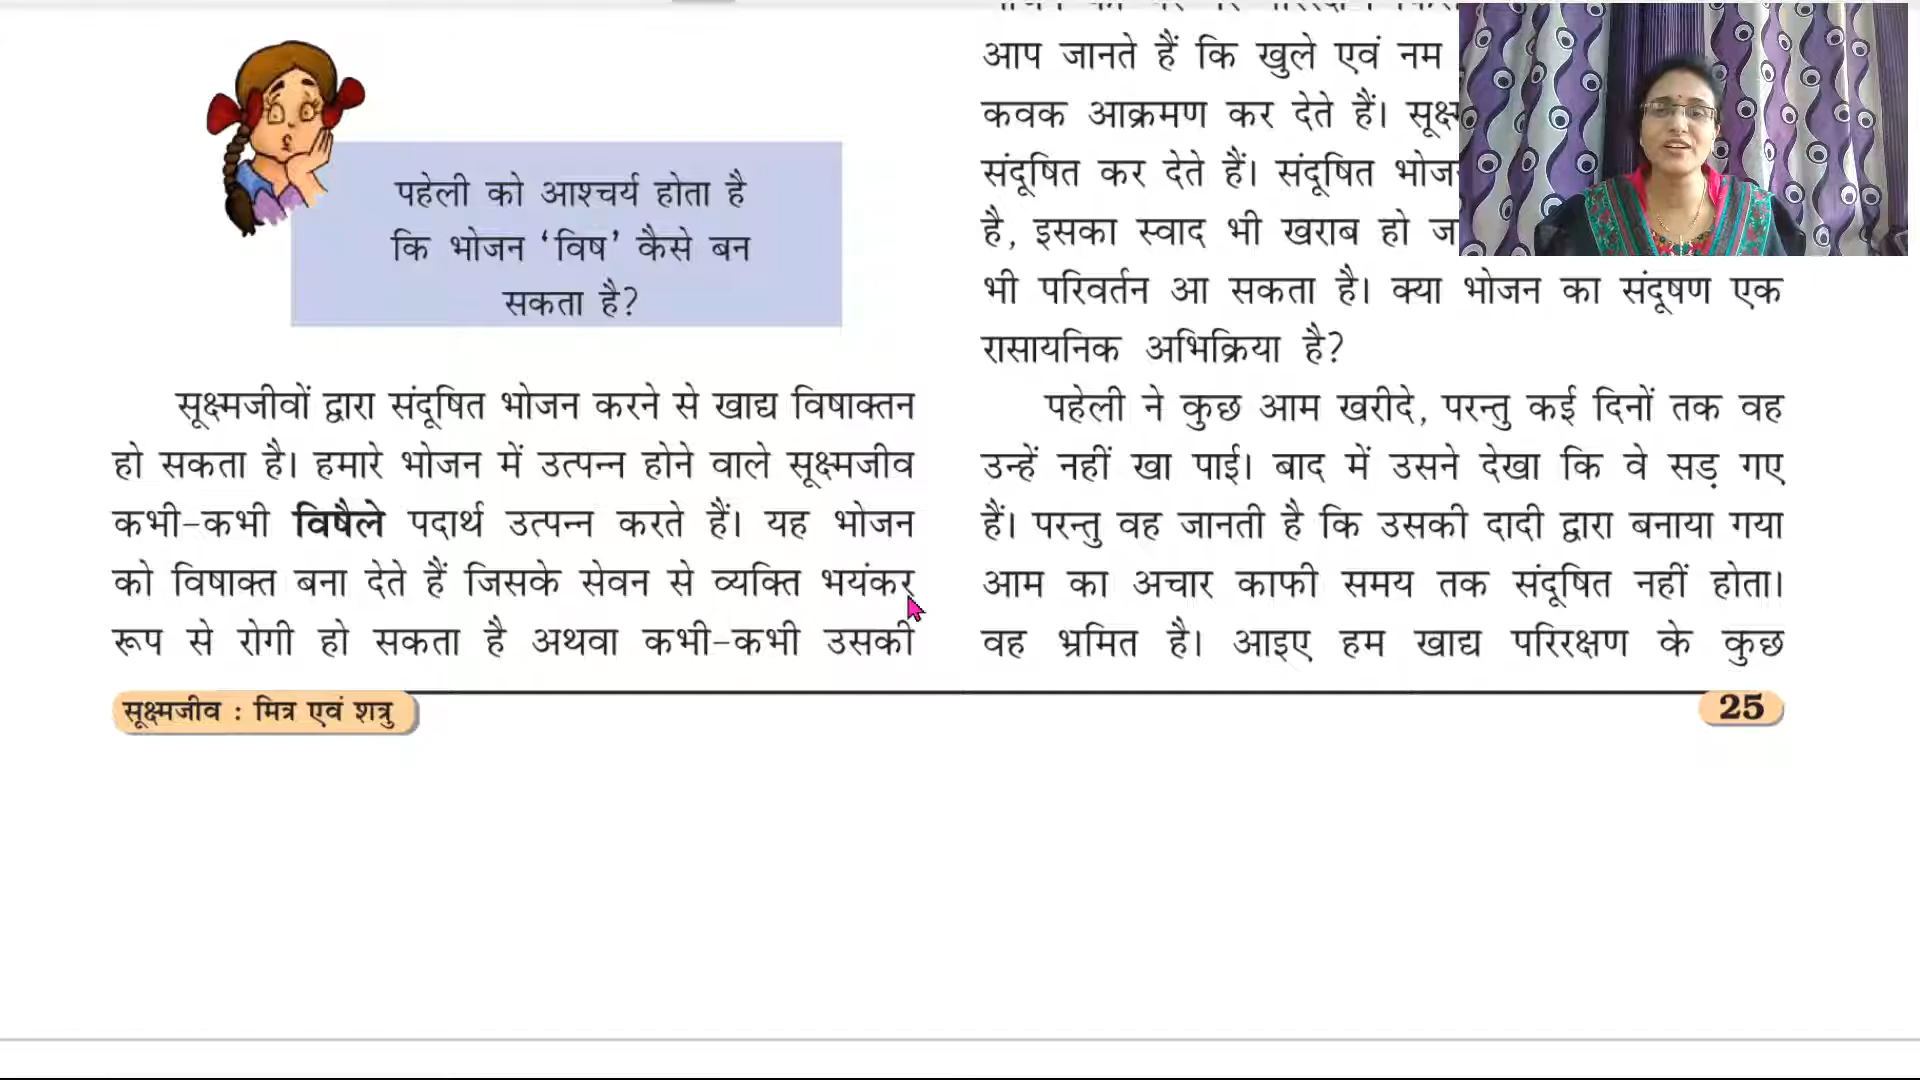 पहेली को आश्चर्य होता है
कि भोजन ‘विष’ कैसे बन
सकता है?
सूक्ष्मजीवों द्वारा संदूषित भोजन करने से खाद्य विषाक्तन
हो सकता है। हमारे भोजन में उत्पन्न होने वाले सूक्ष्मजीव
कभी-कभी विषैले पदार्थ उत्पन्न करते हैं। यह भोजन
को विषाक्त बना देते हैं जिसके सेवन से व्यक्ति भयंकर
रूप से रोगी हो सकता है अथवा कभी-कभी उसकी
आप जानते हैं कि खुले एवं नम
कवक आक्रमण कर देते हैं।
संदूषित कर देते हैं। संदूषित
है, इसका स्वाद भी खराब हो
भी परिवर्तन आ सकता है। क्या भोजन का संदूषण एक
रासायनिक अभिक्रिया है?
पहेली ने कुछ आम खरीदे, परन्तु कई दिनों तक वह
उन्हें नहीं खा पाई। बाद में उसने देखा कि वे सड़ गए
हैं। परन्तु वह जानती है कि उसकी दादी द्वारा बनाया गया
आम का अचार काफी समय तक संदूषित नहीं होता।
वह भ्रमित है। आइए हम खाद्य परिरक्षण के कुछ
सूक्ष्मजीव : मित्र एवं शत्रु
25